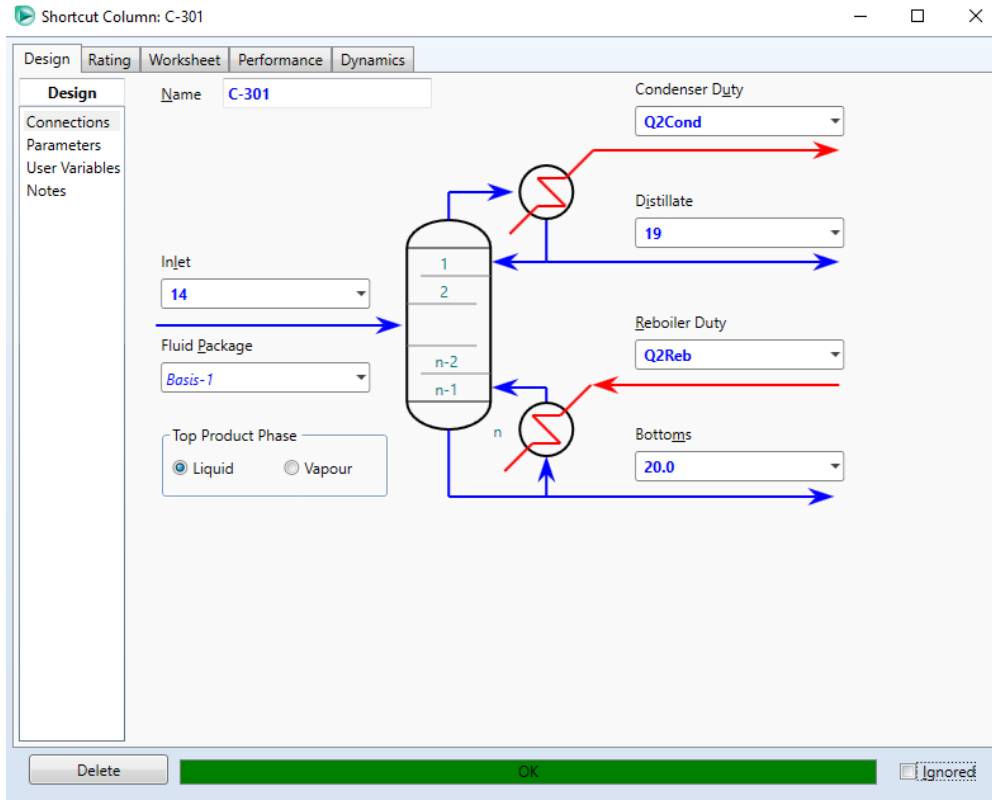 Shortcut Column: C-301
Design Rating Worksheet Performance Dynamics
Design
Connections
Parameters
User Variables
Notes
Name C-301
Condenser Duty
Q2Cond
Distillate
19
Inlet
14
Fluid Package
Basis-1
1
2
n-2
n-1
n
Reboiler Duty
Q2Reb
Bottoms
20.0
Top Product Phase
Liquid Vapour
Delete OK Ignored